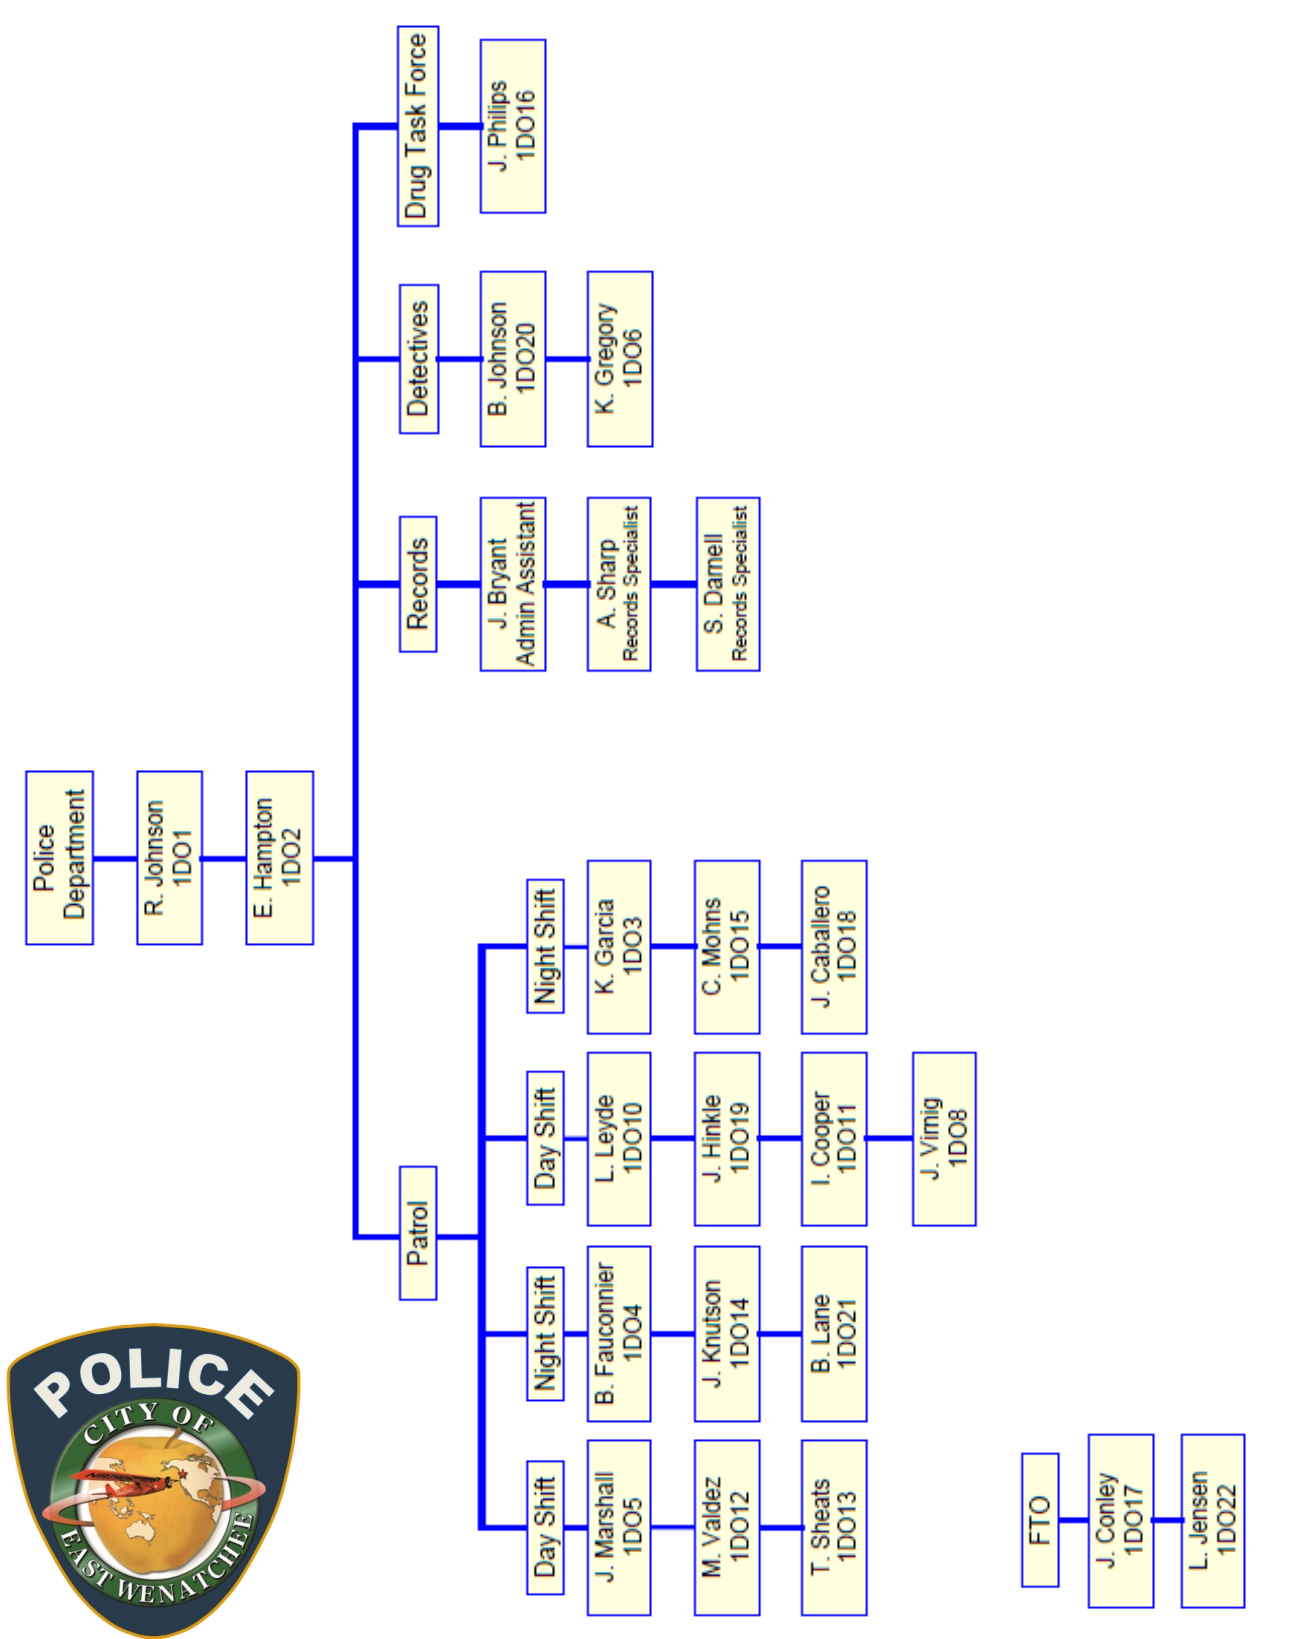 POLICE
CITY OF
EAST WENATCHEE
Police
Department
R. Johnson
1DO1
E. Hampton
1DO2
Patrol
Records
Detectives
Drug Task Force
Day Shift
J. Marshall
1DO5
M. Valdez
1DO12
T. Sheats
1DO13
Night Shift
B. Fauconnier
1DO4
J. Knutson
1DO14
B. Lane
1DO21
Day Shift
L. Leyde
1DO10
J. Hinkle
1DO19
I. Cooper
1DO11
J. Virnig
1DO8
Night Shift
K. Garcia
1DO3
C. Mohns
1DO15
J. Caballero
1DO18
J. Bryant
Admin Assistant
A. Sharp
Records Specialist
S. Darnell
Records Specialist
B. Johnson
1DO20
K. Gregory
1DO6
J. Philips
1DO16
FTO
J. Conley
1DO17
L. Jensen
1DO22